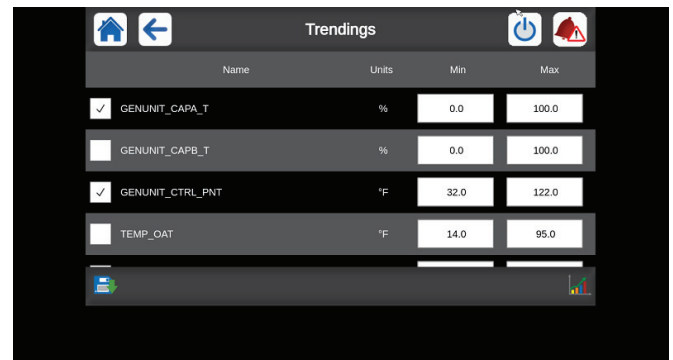 Trendings
Name Units Min Max
GENUNIT_CAPA_T % 0.0 100.0
GENUNIT_CAPB_T % 0.0 100.0
GENUNIT_CTRL_PNT °F 32.0 122.0
TEMP_OAT °F 14.0 95.0